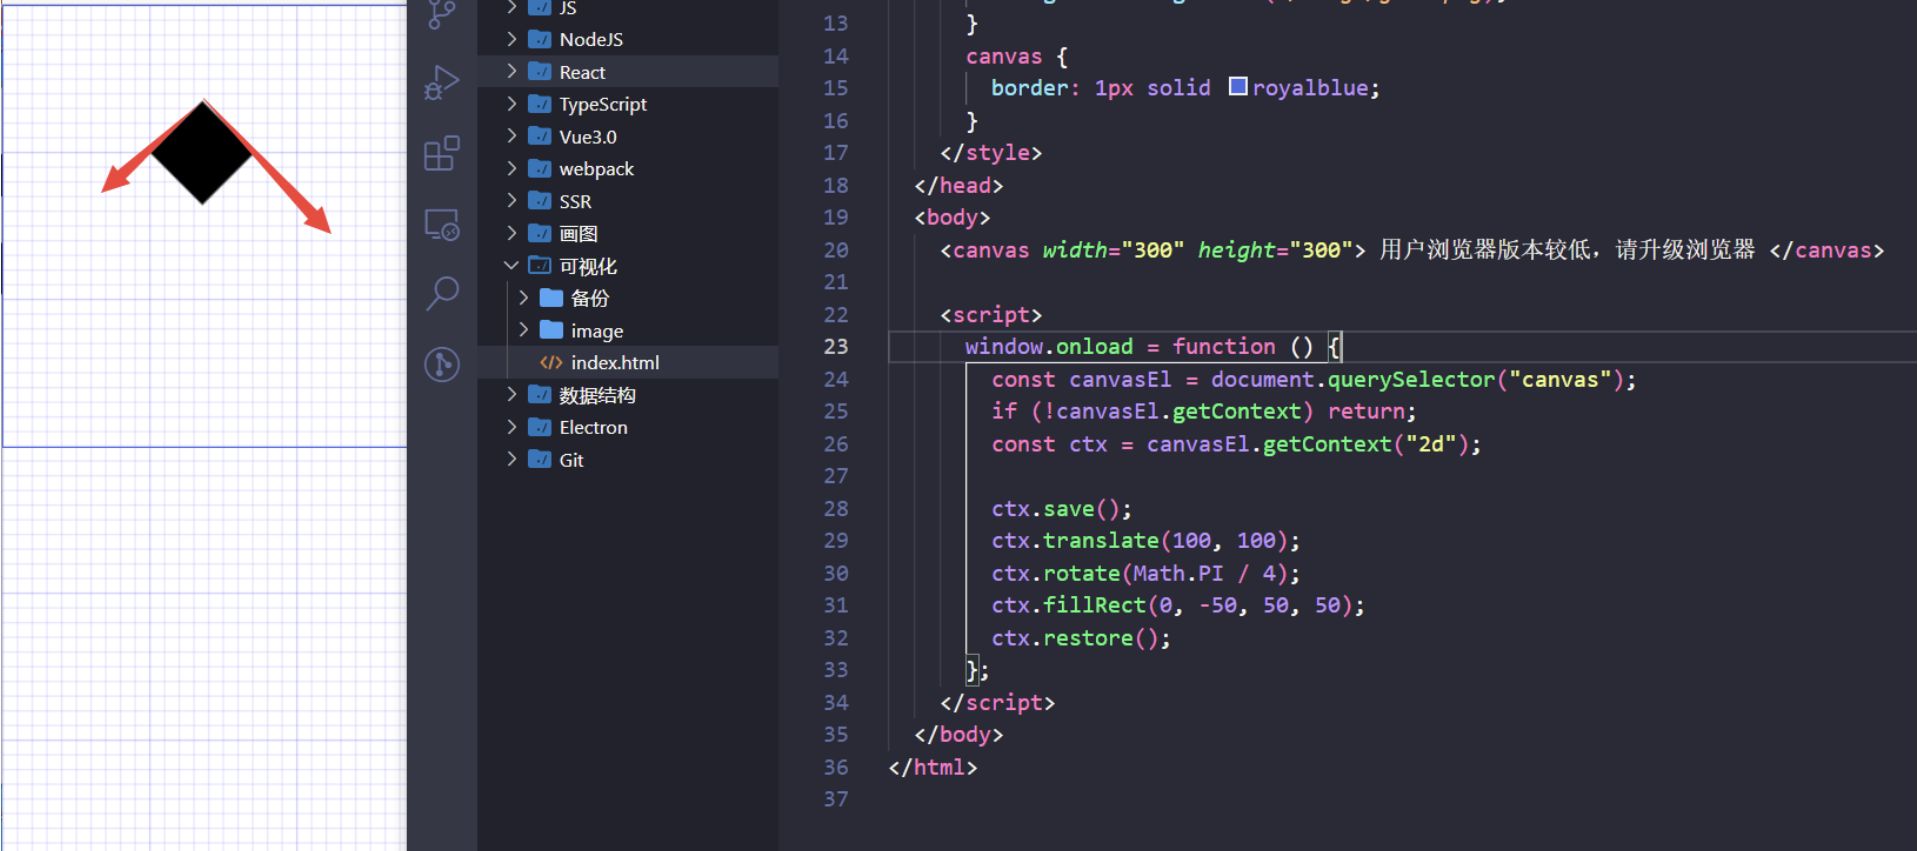 JS
NodeJS
React
TypeScript
Vue3.0
webpack
SSR
画图
可视化
备份
image
index.html
数据结构
Electron
Git
13 }
14 canvas {
15 border: 1px solid royalblue;
16 }
17 </style>
18 </head>
19 <body>
20 <canvas width="300" height="300"> 用户浏览器版本较低，请升级浏览器 </canvas>
21
22 <script>
23 window.onload = function () {
24 const canvasEl = document.querySelector("canvas");
25 if (!canvasEl.getContext) return;
26 const ctx = canvasEl.getContext("2d");
27
28 ctx.save();
29 ctx.translate(100, 100);
30 ctx.rotate(Math.PI / 4);
31 ctx.fillRect(0, -50, 50, 50);
32 ctx.restore();
33 };
34 </script>
35 </body>
36 </html>
37